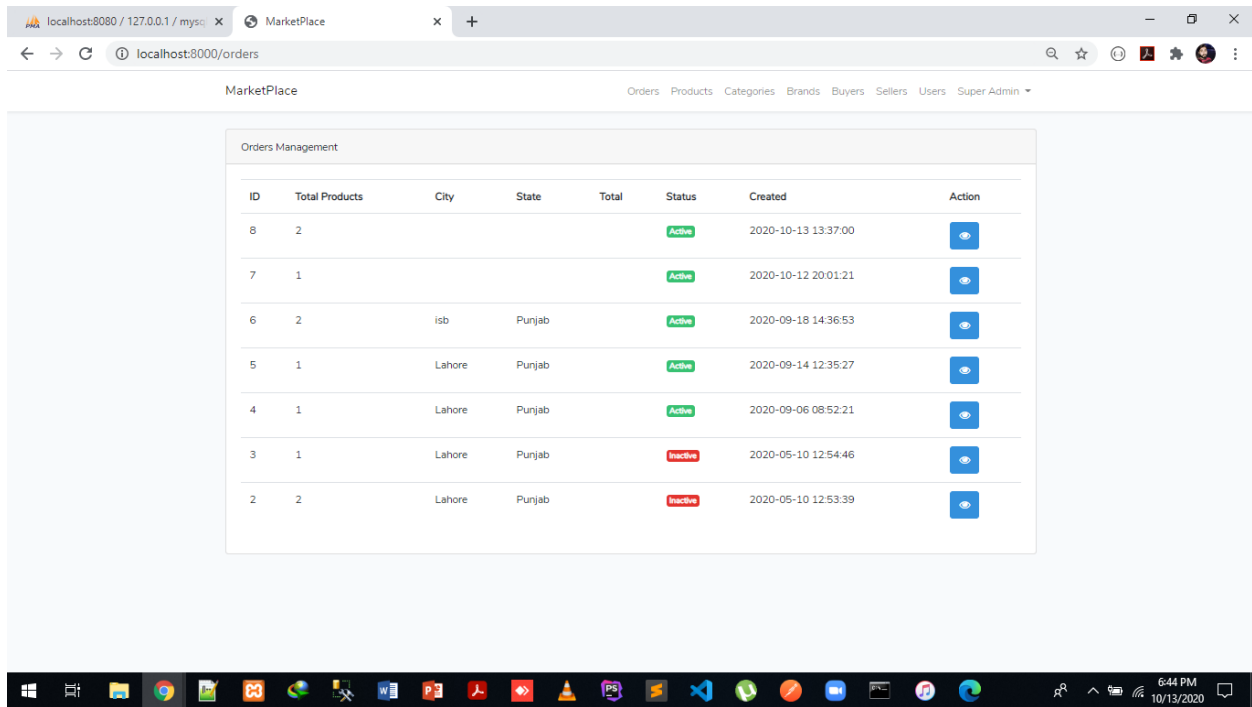 localhost:8080 / 127.0.0.1 / mysq
MarketPlace
localhost:8000/orders
MarketPlace
Orders Products Categories Brands Buyers Sellers Users Super Admin
Orders Management
ID Total Products City State Total Status Created Action
8 2 Active 2020-10-13 13:37:00
7 1 Active 2020-10-12 20:01:21
6 2 isb Punjab Active 2020-09-18 14:36:53
5 1 Lahore Punjab Active 2020-09-14 12:35:27
4 1 Lahore Punjab Active 2020-09-06 08:52:21
3 1 Lahore Punjab Inactive 2020-05-10 12:54:46
2 2 Lahore Punjab Inactive 2020-05-10 12:53:39
6:44 PM
10/13/2020